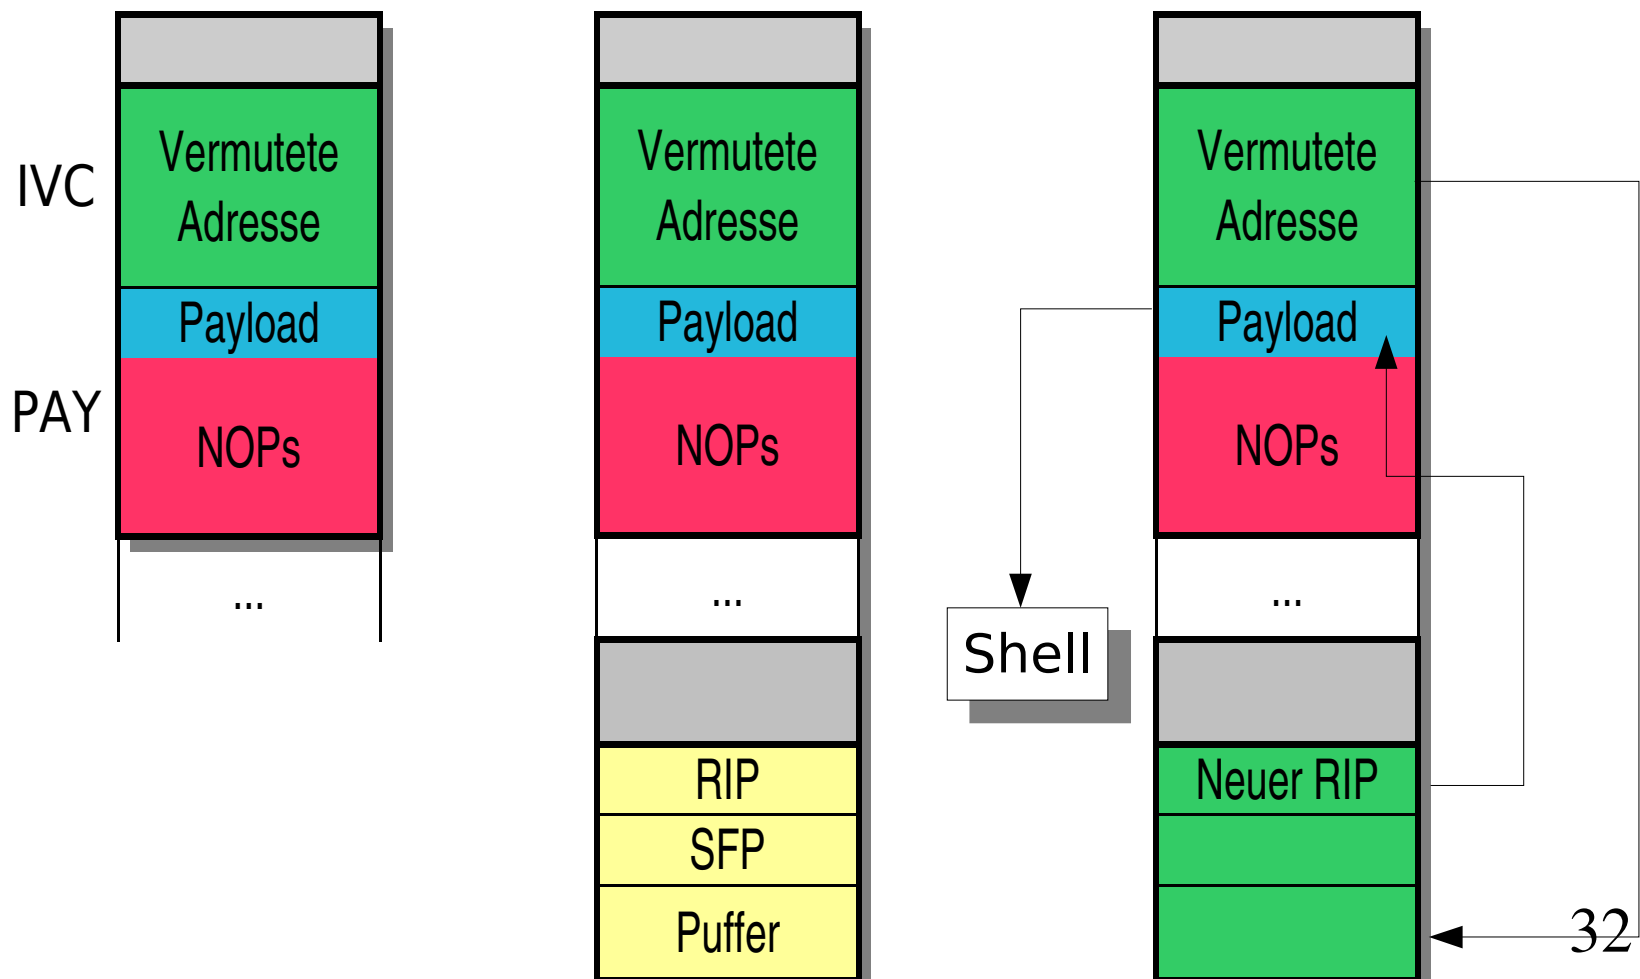 IVC
PAY
Vermutete
Adresse
Payload
NOPs
...
Vermutete
Adresse
Payload
NOPs
...
RIP
SFP
Puffer
Shell
Vermutete
Adresse
Payload
NOPs
...
Neuer RIP
32